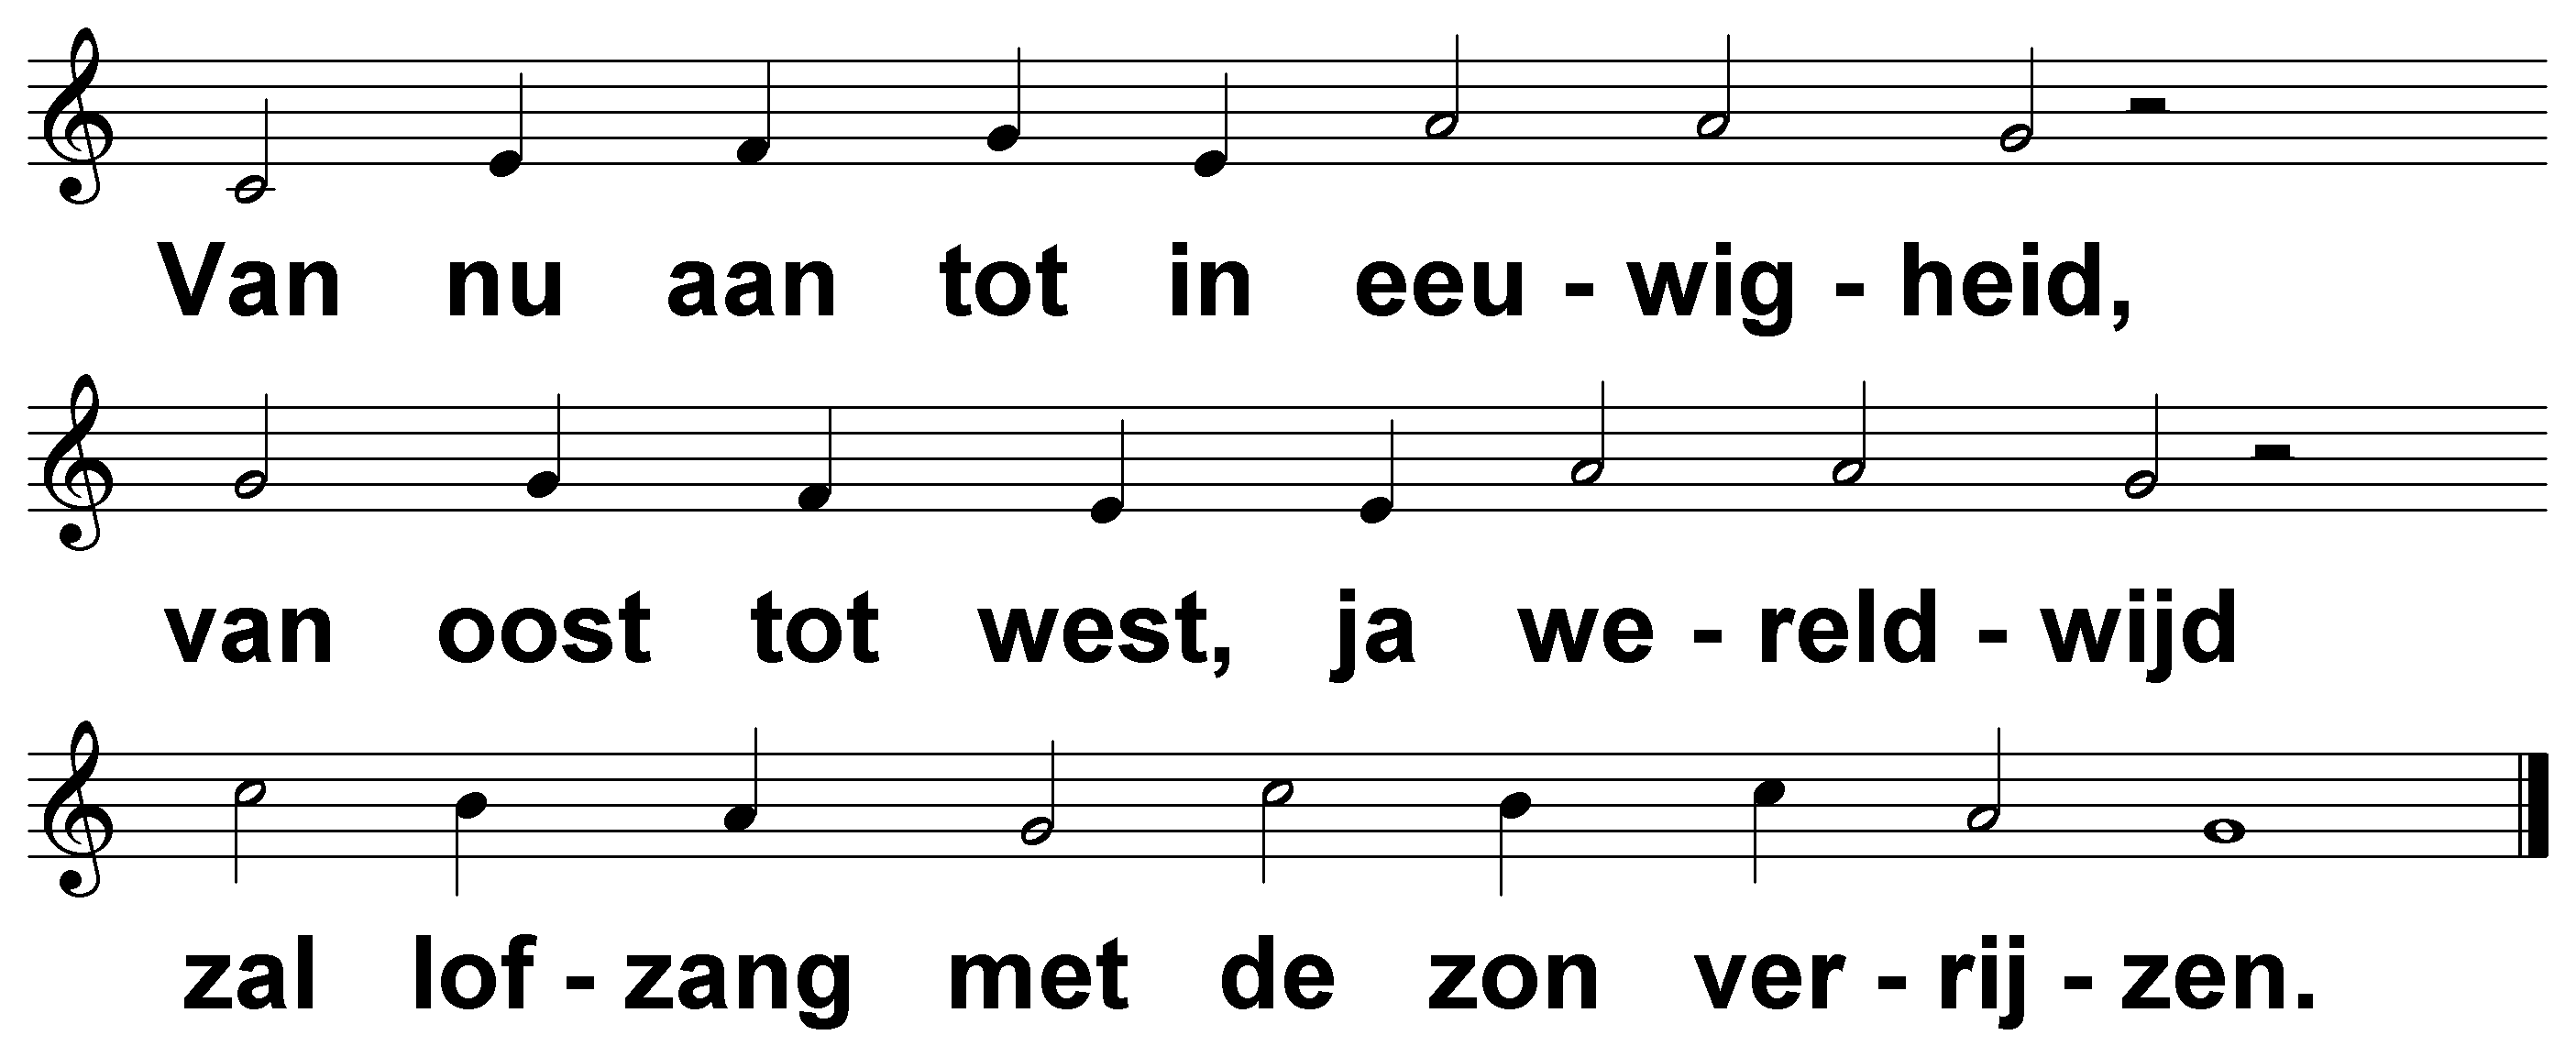 Van nu aan tot in eeu - wig - heid,
van oost tot west, ja we - reld - wijd
zal lof - zang met de zon ver - rij - zen.